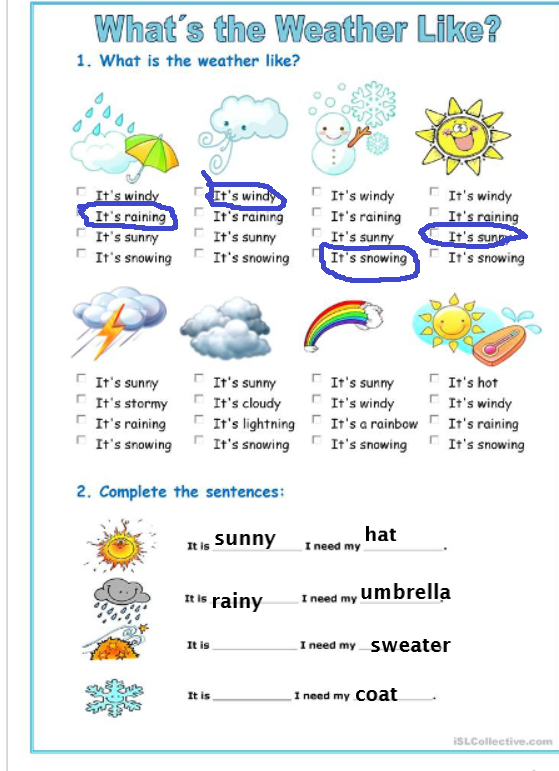 What´s the Weather Like?
1. What is the weather like?
It's windy It's windy It's windy It's windy
It's raining It's raining It's raining It's raining
It's sunny It's sunny It's sunny It's sunny
It's snowing It's snowing It's snowing It's snowing
It's sunny It's sunny It's sunny It's hot
It's stormy It's cloudy It's windy It's windy
It's raining It's lightning It's a rainbow It's raining
It's snowing It's snowing It's snowing It's snowing
2. Complete the sentences:
It is sunny I need my hat.
It is rainy I need my umbrella.
It is ____________ I need my sweater
It is ____________ I need my coat.
iSLCollective.com